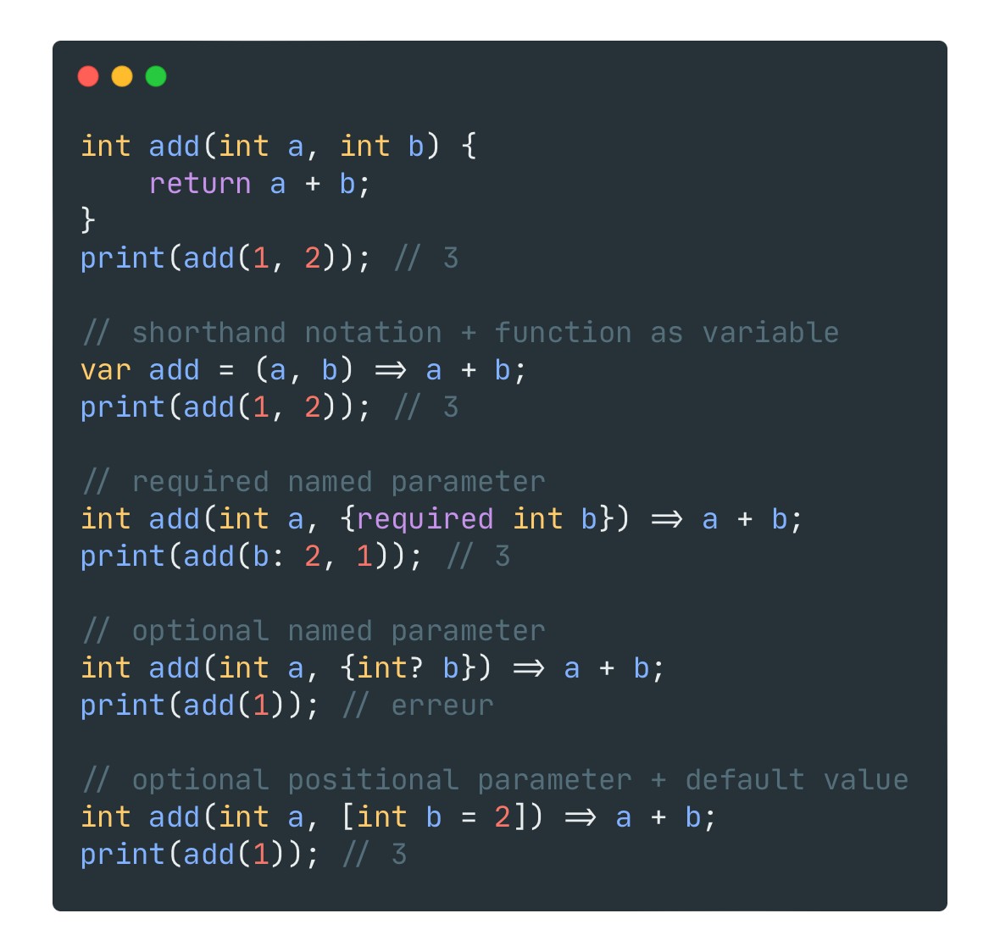 int add(int a, int b) {
    return a + b;
}
print(add(1, 2)); // 3

// shorthand notation + function as variable
var add = (a, b) => a + b;
print(add(1, 2)); // 3

// required named parameter
int add(int a, {required int b}) => a + b;
print(add(b: 2, 1)); // 3

// optional named parameter
int add(int a, {int? b}) => a + b;
print(add(1)); // erreur

// optional positional parameter + default value
int add(int a, [int b = 2]) => a + b;
print(add(1)); // 3